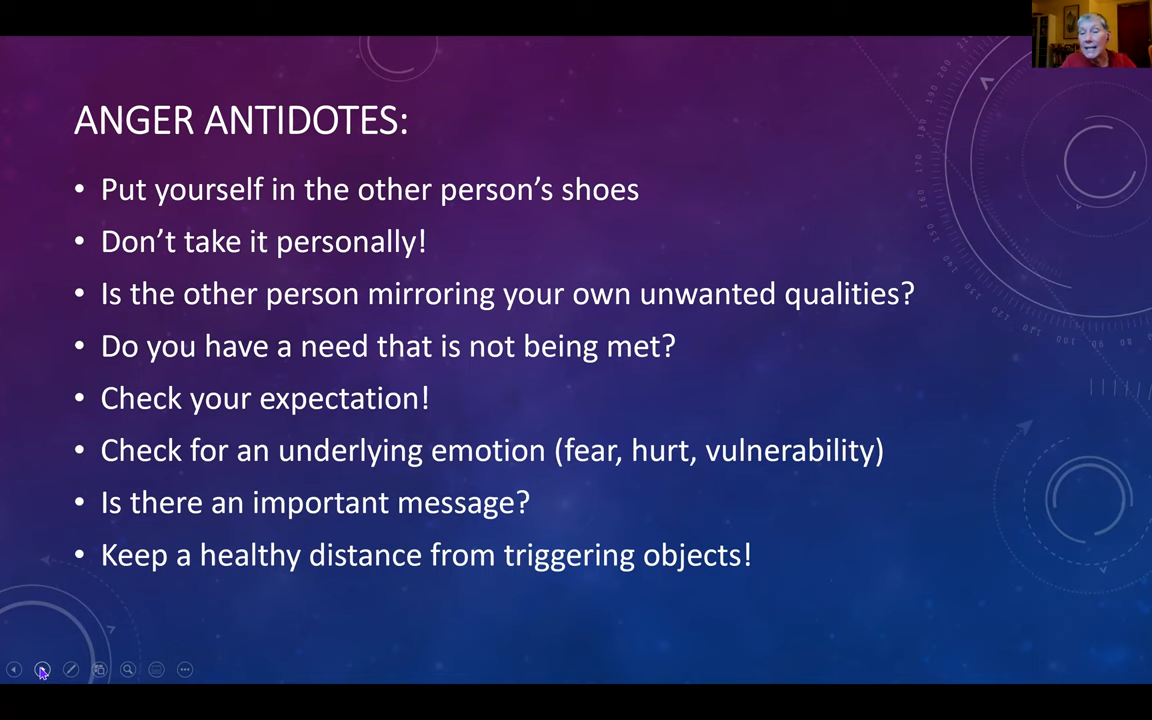 ANGER ANTIDOTES:
• Put yourself in the other person’s shoes
• Don’t take it personally!
• Is the other person mirroring your own unwanted qualities?
• Do you have a need that is not being met?
• Check your expectation!
• Check for an underlying emotion (fear, hurt, vulnerability)
• Is there an important message?
• Keep a healthy distance from triggering objects!